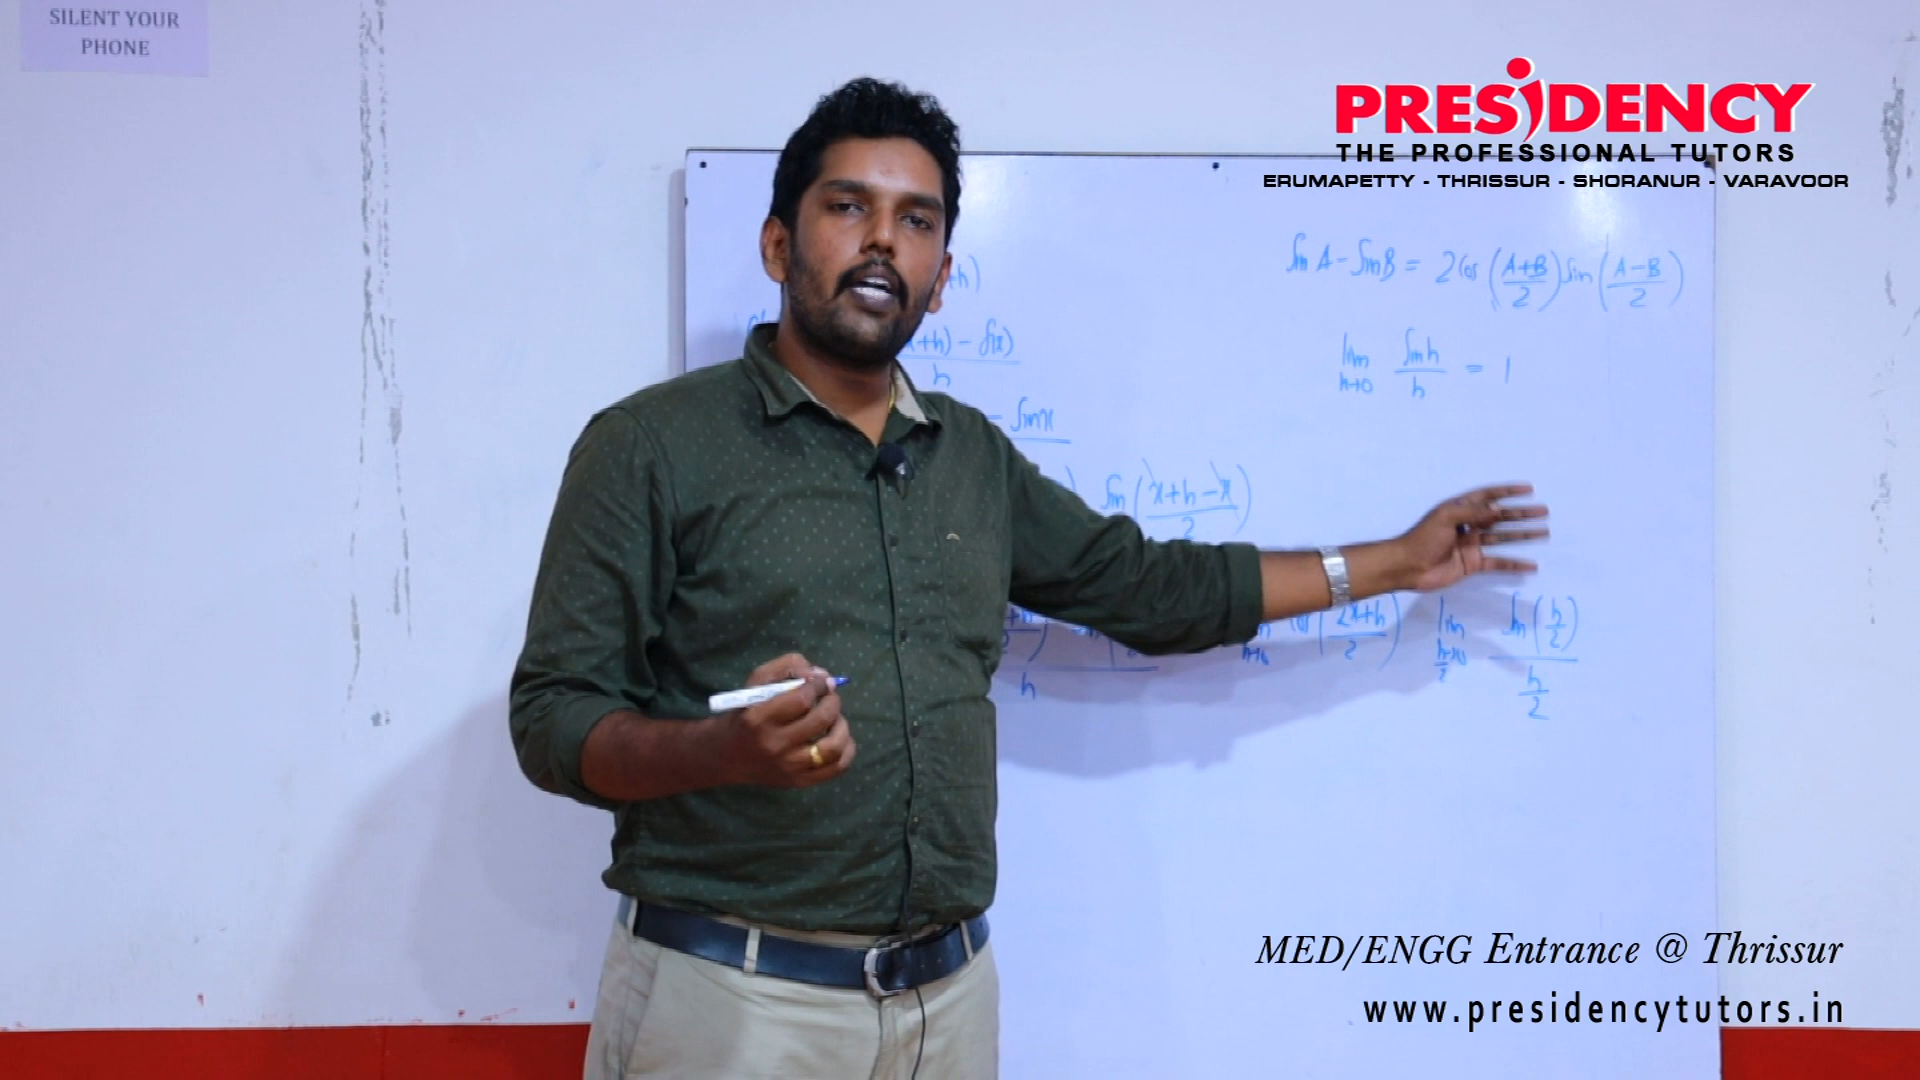 SILENT YOUR
PHONE
PRESIDENCY
THE PROFESSIONAL TUTORS
ERUMAPETTY - THRISSUR - SHORANUR - VARAVOOR
Sin A - Sin B = 2 Cos (A+B/2) Sin (A-B/2)
+h)
+h) - f(x)
h
lim h→0 Sin h/h = 1
- Sin x
Sin (x+h-x/2)
h
(2x+h/2) lim h/2→0 Sin (h/2)
h/2
MED/ENGG Entrance @ Thrissur
www.presidencytutors.in